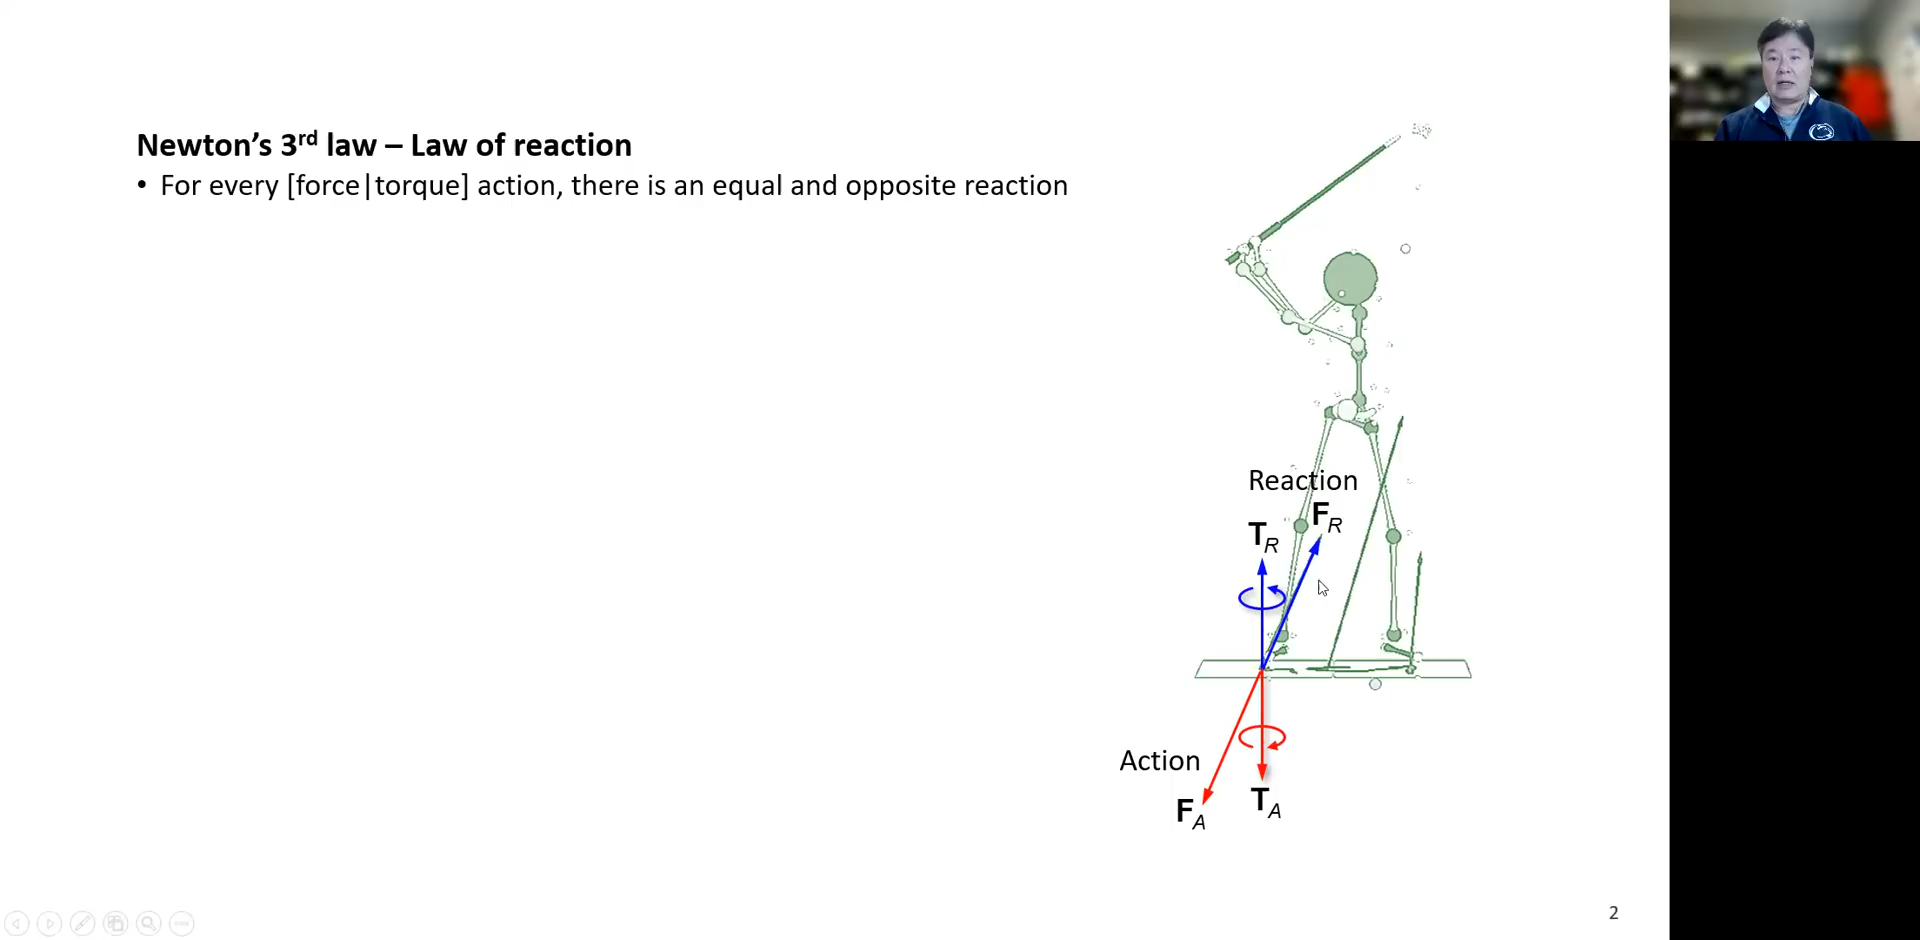 Newton’s 3rd law – Law of reaction
• For every [force|torque] action, there is an equal and opposite reaction
Reaction
FR
TR
Action
FA
TA
2